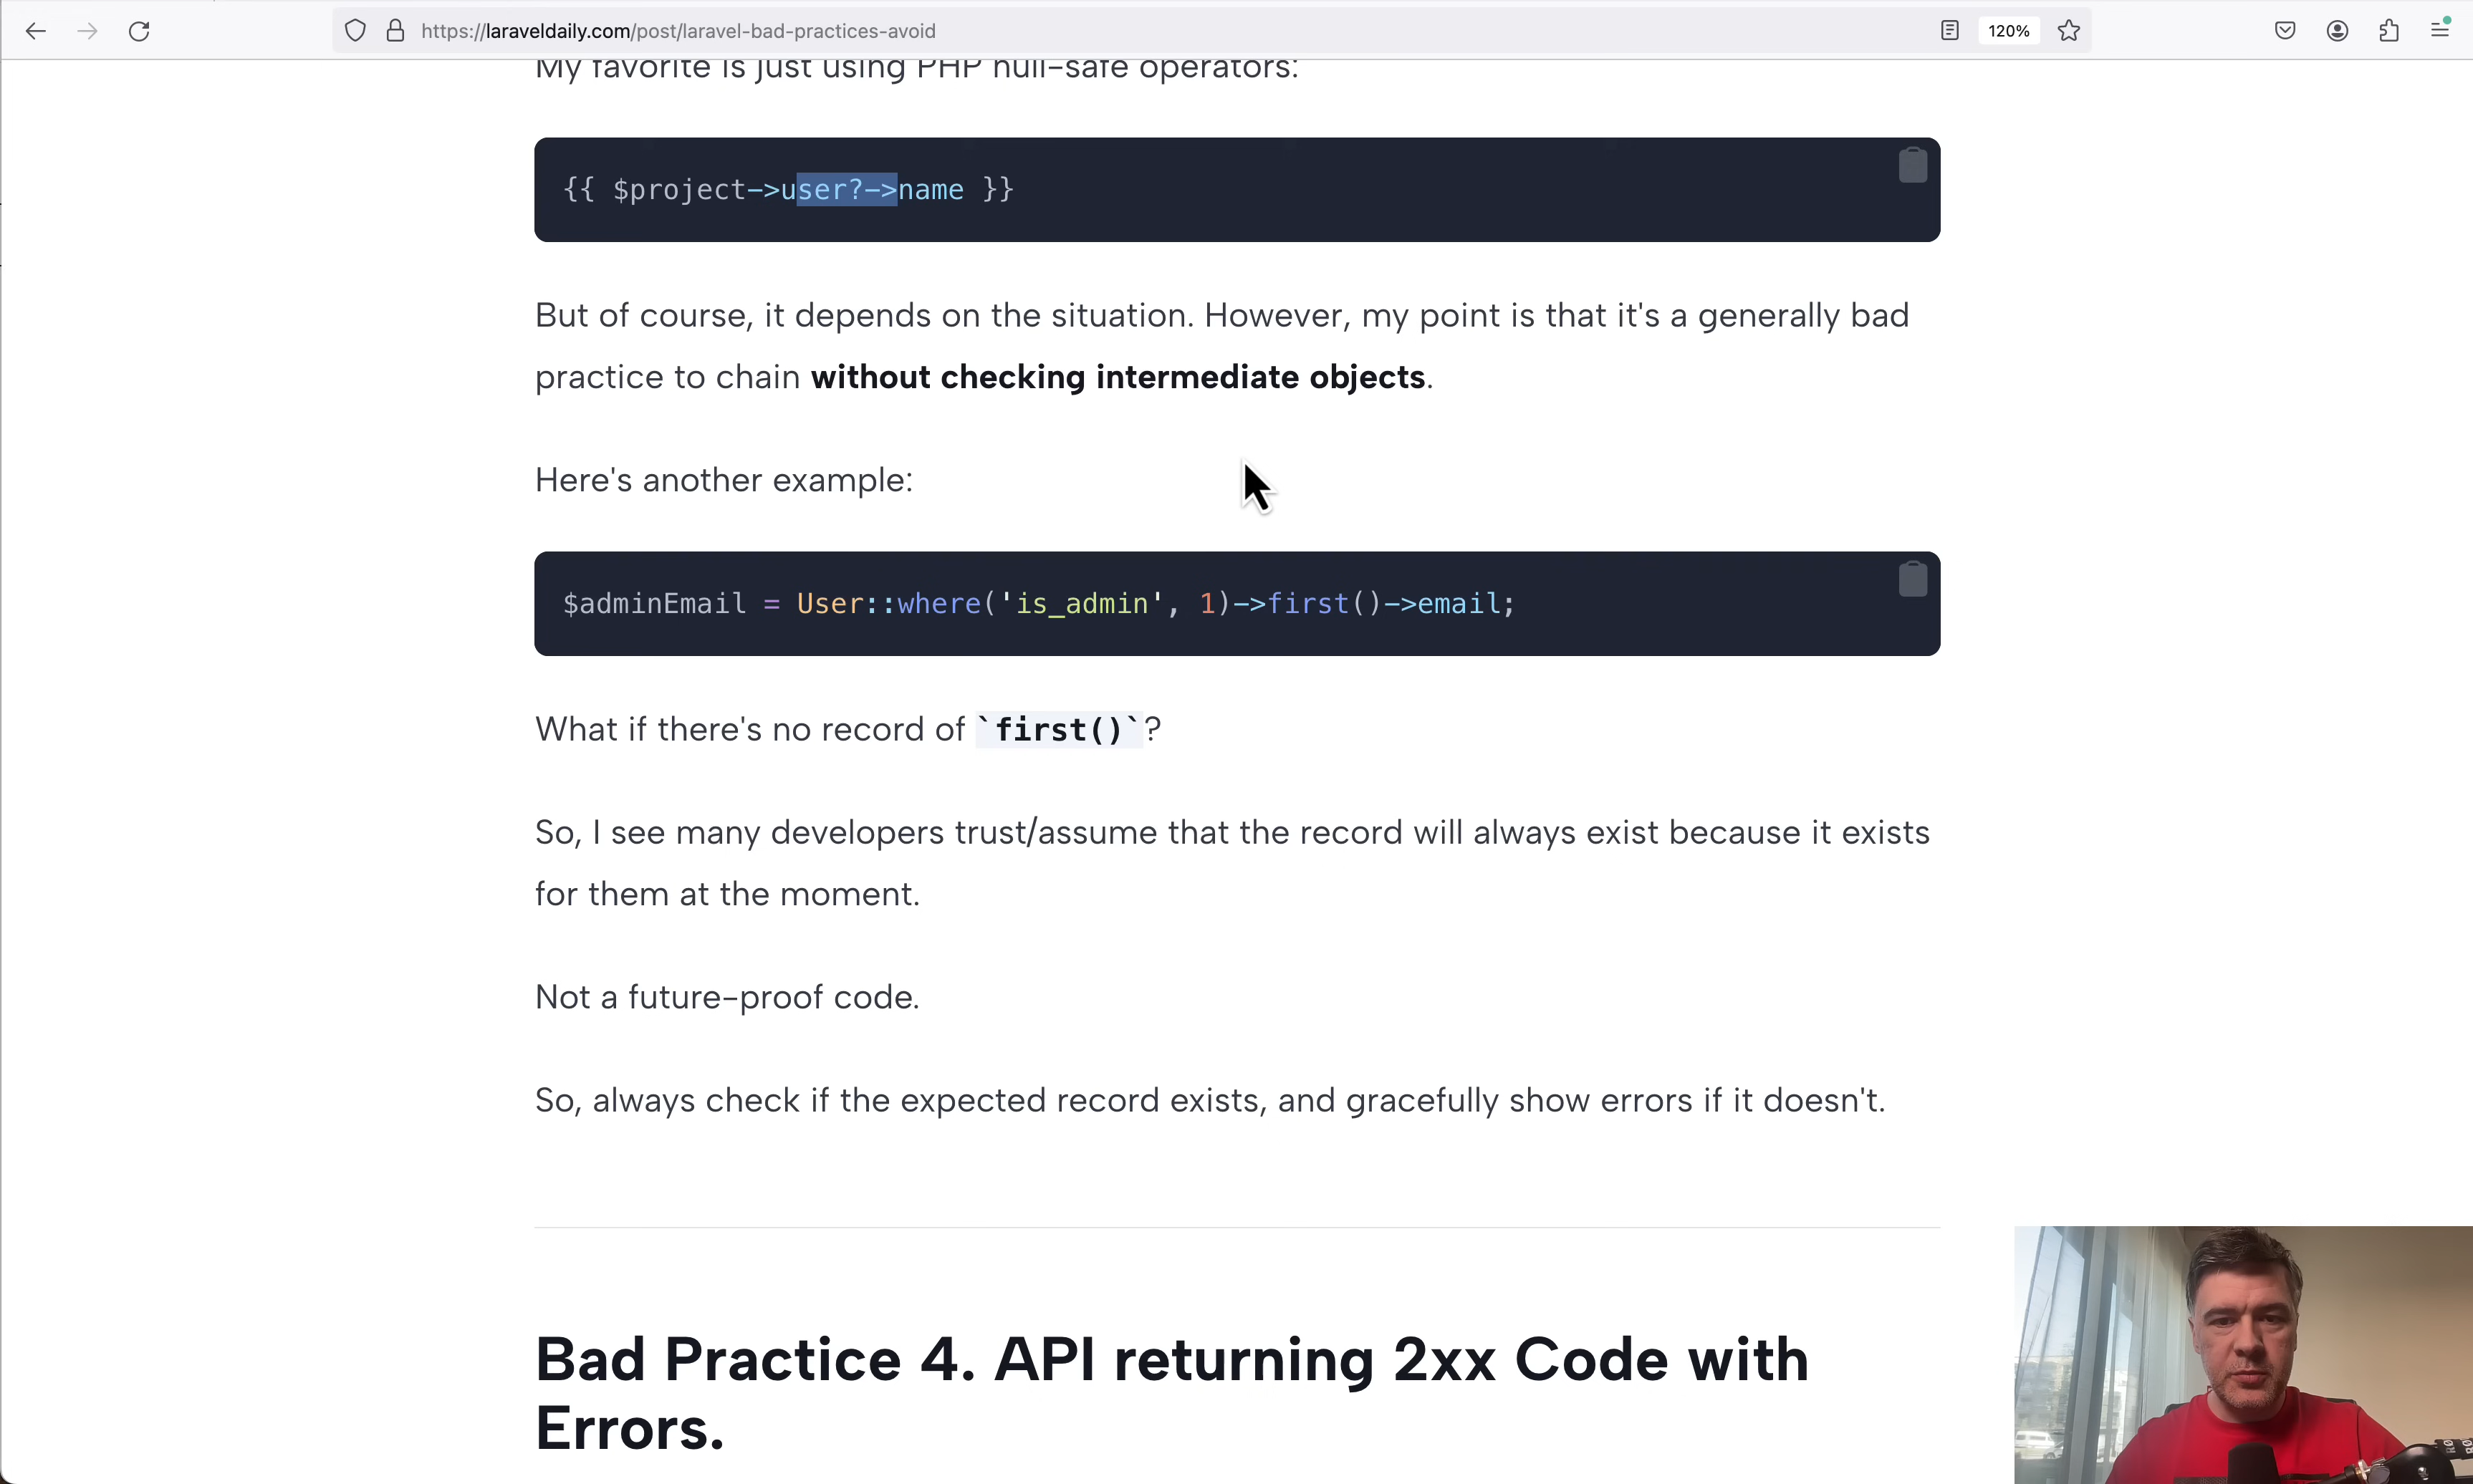 https://laraveldaily.com/post/laravel-bad-practices-avoid
120%
My favorite is just using PHP null-safe operators:
{{ $project->user?->name }}
But of course, it depends on the situation. However, my point is that it's a generally bad
practice to chain without checking intermediate objects.
Here's another example:
$adminEmail = User::where('is_admin', 1)->first()->email;
What if there's no record of `first()`?
So, I see many developers trust/assume that the record will always exist because it exists
for them at the moment.
Not a future-proof code.
So, always check if the expected record exists, and gracefully show errors if it doesn't.
Bad Practice 4. API returning 2xx Code with
Errors.